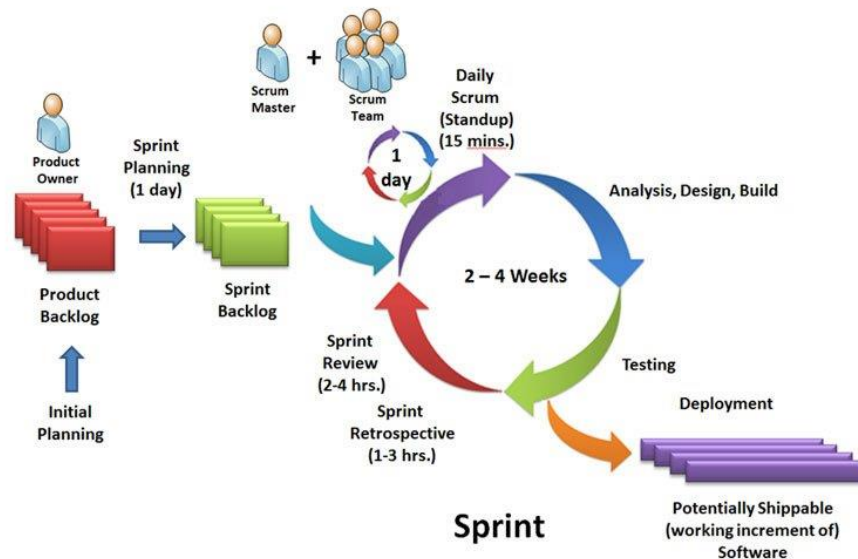 Scrum
Master
+
Scrum
Team
Product
Owner
Sprint
Planning
(1 day)
Product
Backlog
Initial
Planning
Sprint
Backlog
1
day
Daily
Scrum
(Standup)
(15 mins.)
Analysis, Design, Build
2 – 4 Weeks
Testing
Sprint
Review
(2-4 hrs.)
Sprint
Retrospective
(1-3 hrs.)
Deployment
Potentially Shippable
(working increment of)
Software
Sprint